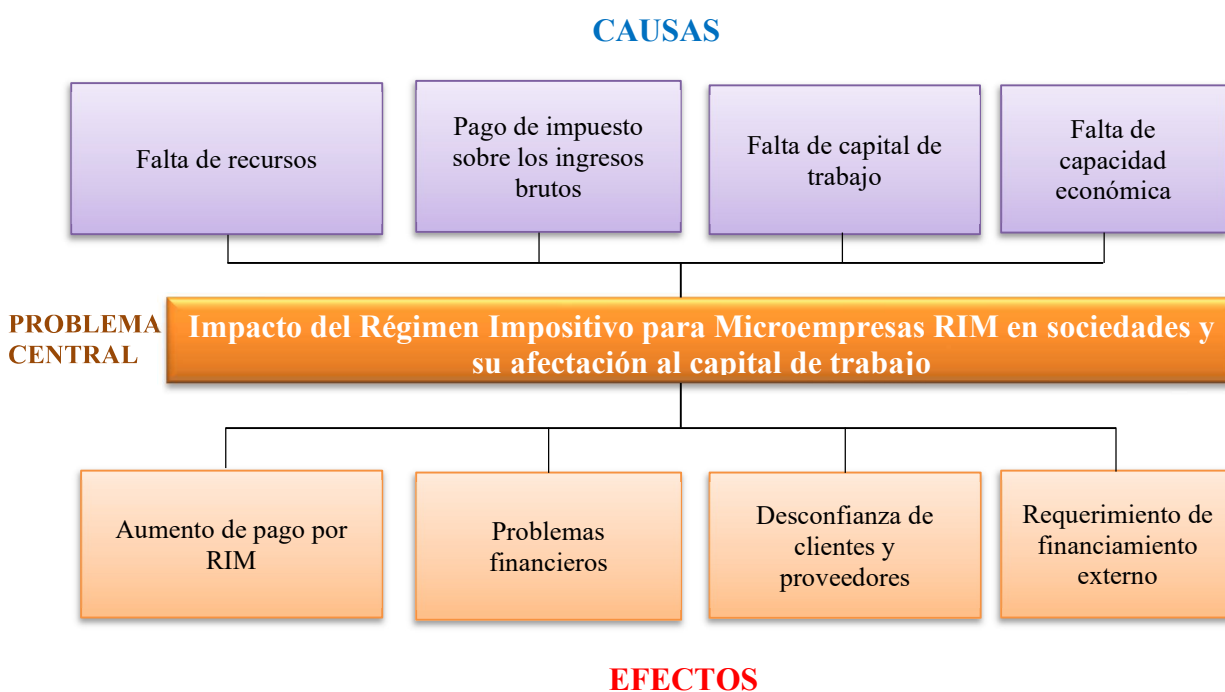 CAUSAS
Falta de recursos
Pago de impuesto
sobre los ingresos
brutos
Falta de capital de
trabajo
Falta de
capacidad
económica
PROBLEMA
CENTRAL
Impacto del Régimen Impositivo para Microempresas RIM en sociedades y
su afectación al capital de trabajo
Aumento de pago por
RIM
Problemas
financieros
Desconfianza de
clientes y
proveedores
Requerimiento de
financiamiento
externo
EFECTOS